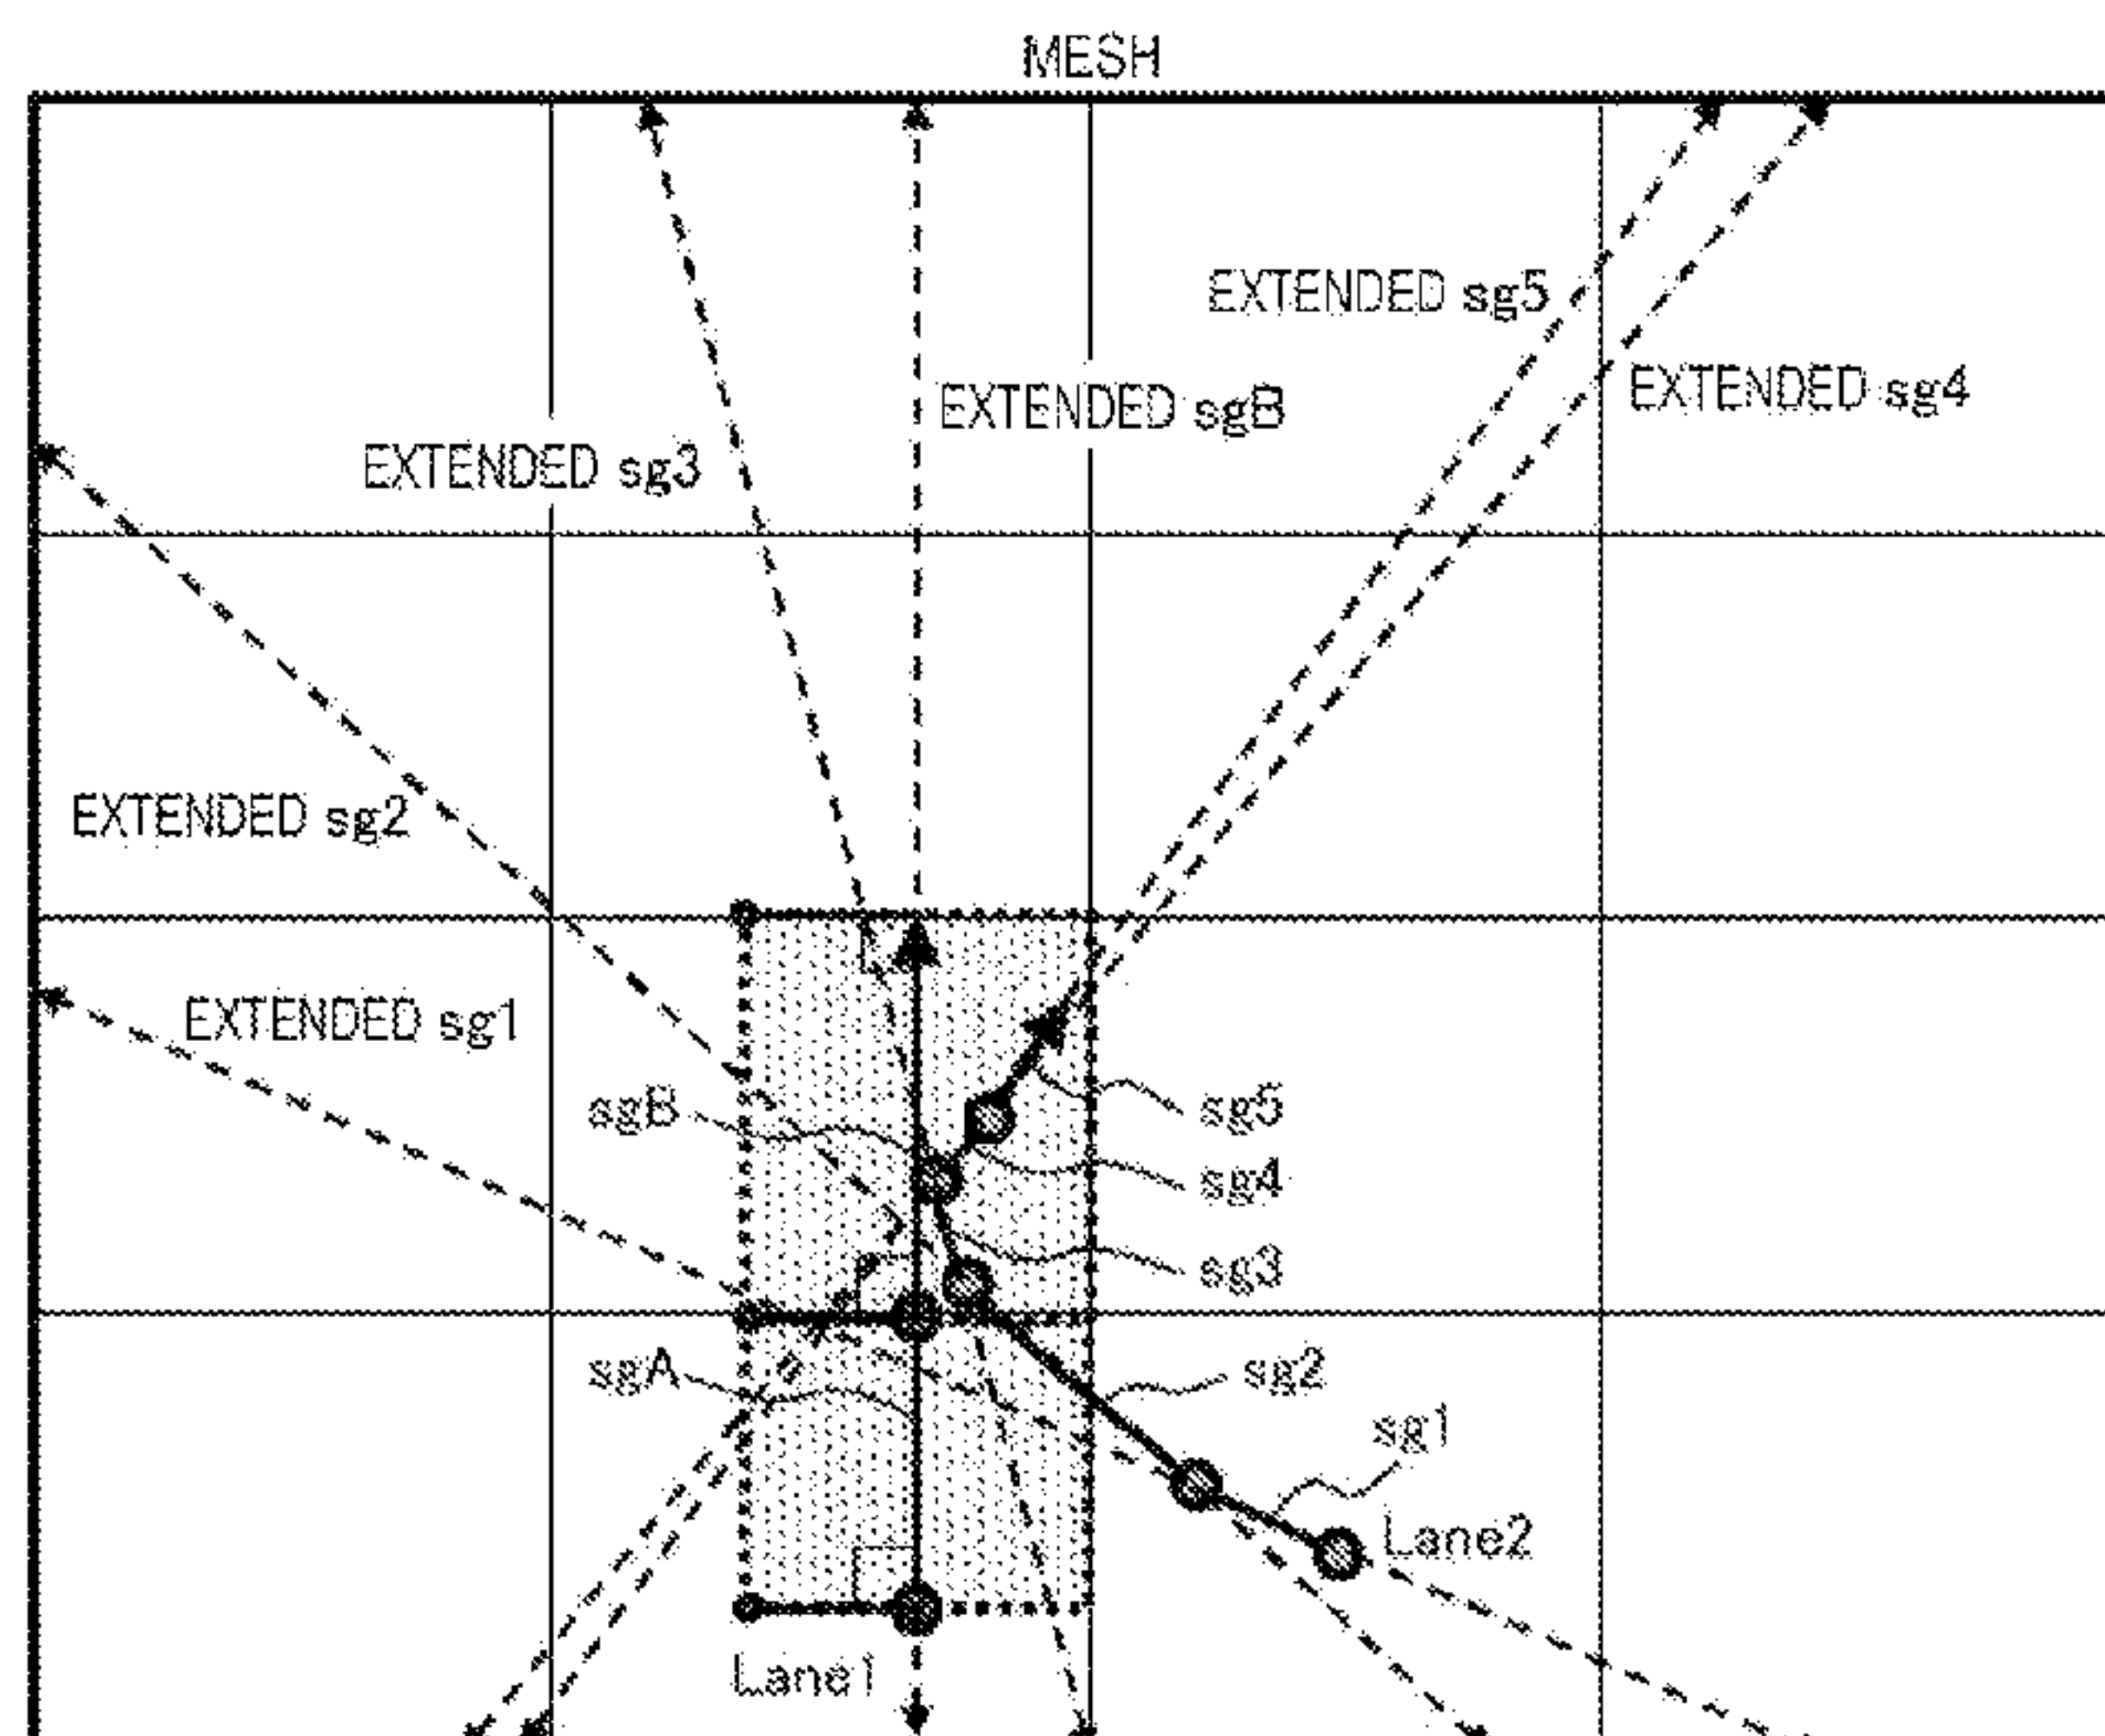 MESH
EXTENDED sg5
EXTENDED sg4
EXTENDED sgB
EXTENDED sg3
EXTENDED sg2
EXTENDED sg1
sgB
sg5
sg4
sg3
sgA
sg2
sg1
Lane2
Lane1